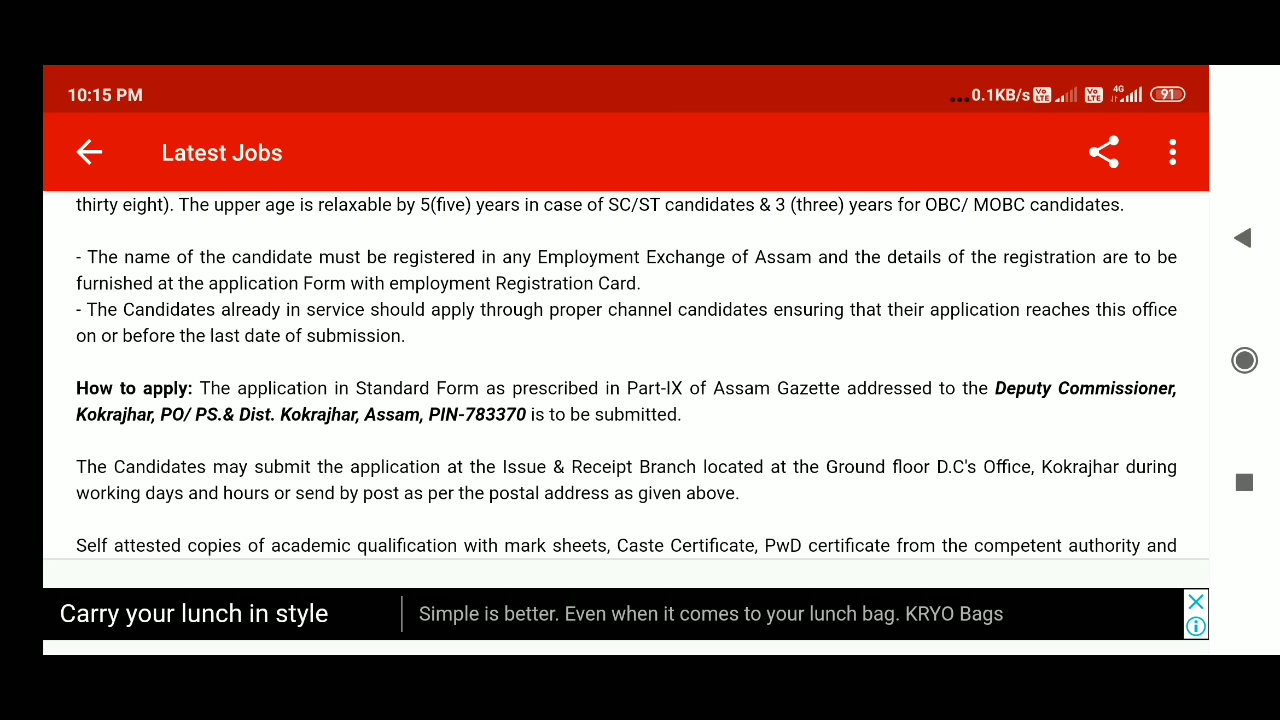 10:15 PM
...0.1KB/s Vo LTE Vo LTE 4G 91
Latest Jobs
thirty eight). The upper age is relaxable by 5(five) years in case of SC/ST candidates & 3 (three) years for OBC/ MOBC candidates.
- The name of the candidate must be registered in any Employment Exchange of Assam and the details of the registration are to be
furnished at the application Form with employment Registration Card.
- The Candidates already in service should apply through proper channel candidates ensuring that their application reaches this office
on or before the last date of submission.
How to apply: The application in Standard Form as prescribed in Part-IX of Assam Gazette addressed to the Deputy Commissioner,
Kokrajhar, PO/ PS.& Dist. Kokrajhar, Assam, PIN-783370 is to be submitted.
The Candidates may submit the application at the Issue & Receipt Branch located at the Ground floor D.C's Office, Kokrajhar during
working days and hours or send by post as per the postal address as given above.
Self attested copies of academic qualification with mark sheets, Caste Certificate, PwD certificate from the competent authority and
Carry your lunch in style
Simple is better. Even when it comes to your lunch bag. KRYO Bags